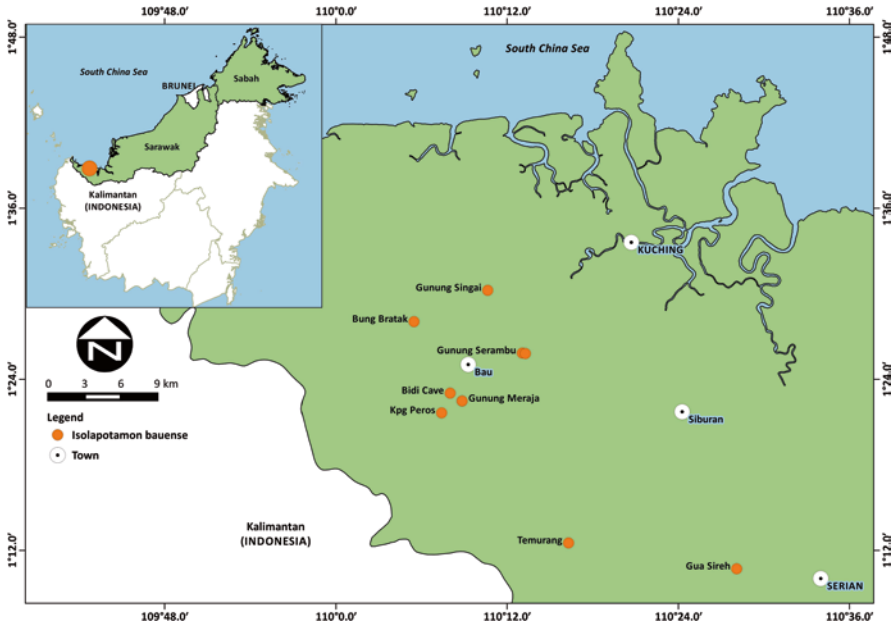 109°48.0' 110°0.0' 110°12.0' 110°24.0' 110°36.0'
1°48.0' 1°48.0'
South China Sea
South China Sea
Sabah
BRUNEI
Sarawak
Kalimantan
(INDONESIA)
1°36.0' 1°36.0'
KUCHING
Gunung Singai
Bung Bratak
Gunung Serambu
N
Bau
1°24.0' 1°24.0'
0 3 6 9 km
Bidi Cave
Gunung Meraja
Kpg Peros
Siburan
Legend
Isolapotamon bauense
Town
Kalimantan
(INDONESIA)
Temurang
1°12.0' 1°12.0'
Gua Sireh
SERIAN
109°48.0' 110°0.0' 110°12.0' 110°24.0' 110°36.0'